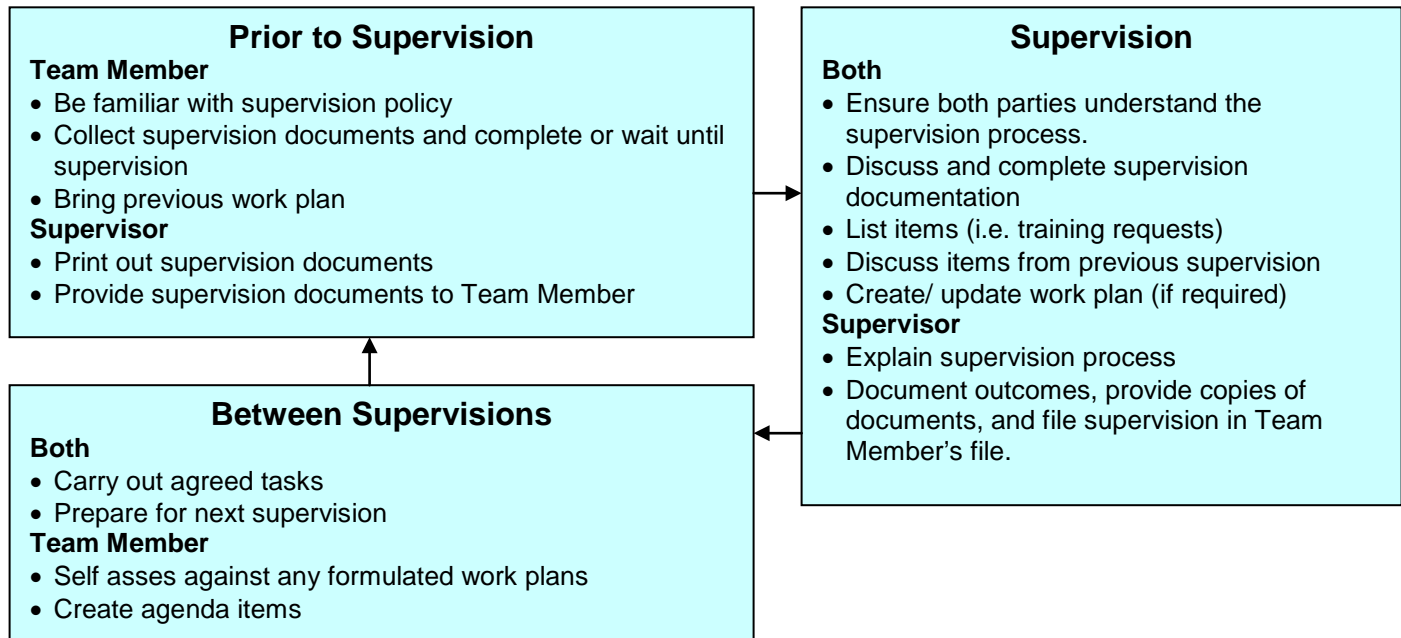 Prior to Supervision
Team Member
• Be familiar with supervision policy
• Collect supervision documents and complete or wait until
supervision
• Bring previous work plan
Supervisor
• Print out supervision documents
• Provide supervision documents to Team Member
Supervision
Both
• Ensure both parties understand the
supervision process.
• Discuss and complete supervision
documentation
• List items (i.e. training requests)
• Discuss items from previous supervision
• Create/ update work plan (if required)
Supervisor
• Explain supervision process
• Document outcomes, provide copies of
documents, and file supervision in Team
Member’s file.
Between Supervisions
Both
• Carry out agreed tasks
• Prepare for next supervision
Team Member
• Self asses against any formulated work plans
• Create agenda items